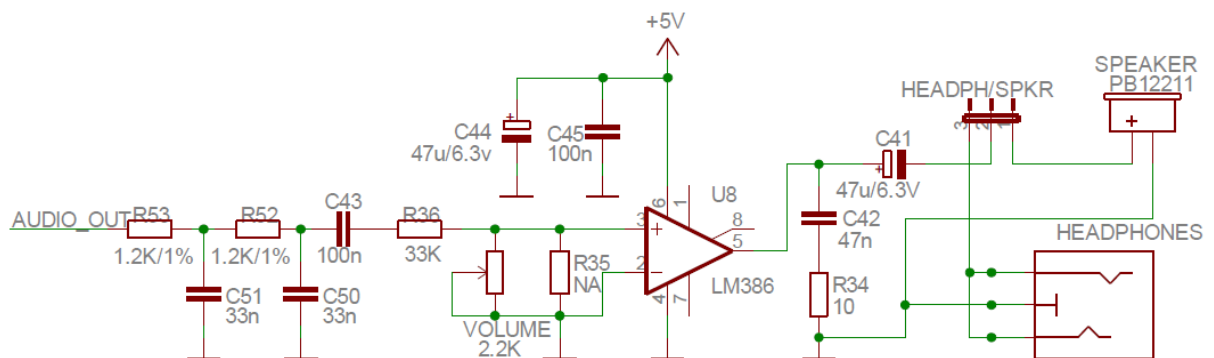 +5V
SPEAKER
PB12211
HEADPH/SPKR
3
2
1
C44
47u/6.3v
C45
100n
C41
47u/6.3V
U8
6
1
8
5
3
2
4
7
+
LM386
AUDIO_OUT
R53
1.2K/1%
R52
1.2K/1%
C43
100n
R36
33K
C42
47n
HEADPHONES
C51
33n
C50
33n
R35
NA
VOLUME
2.2K
R34
10